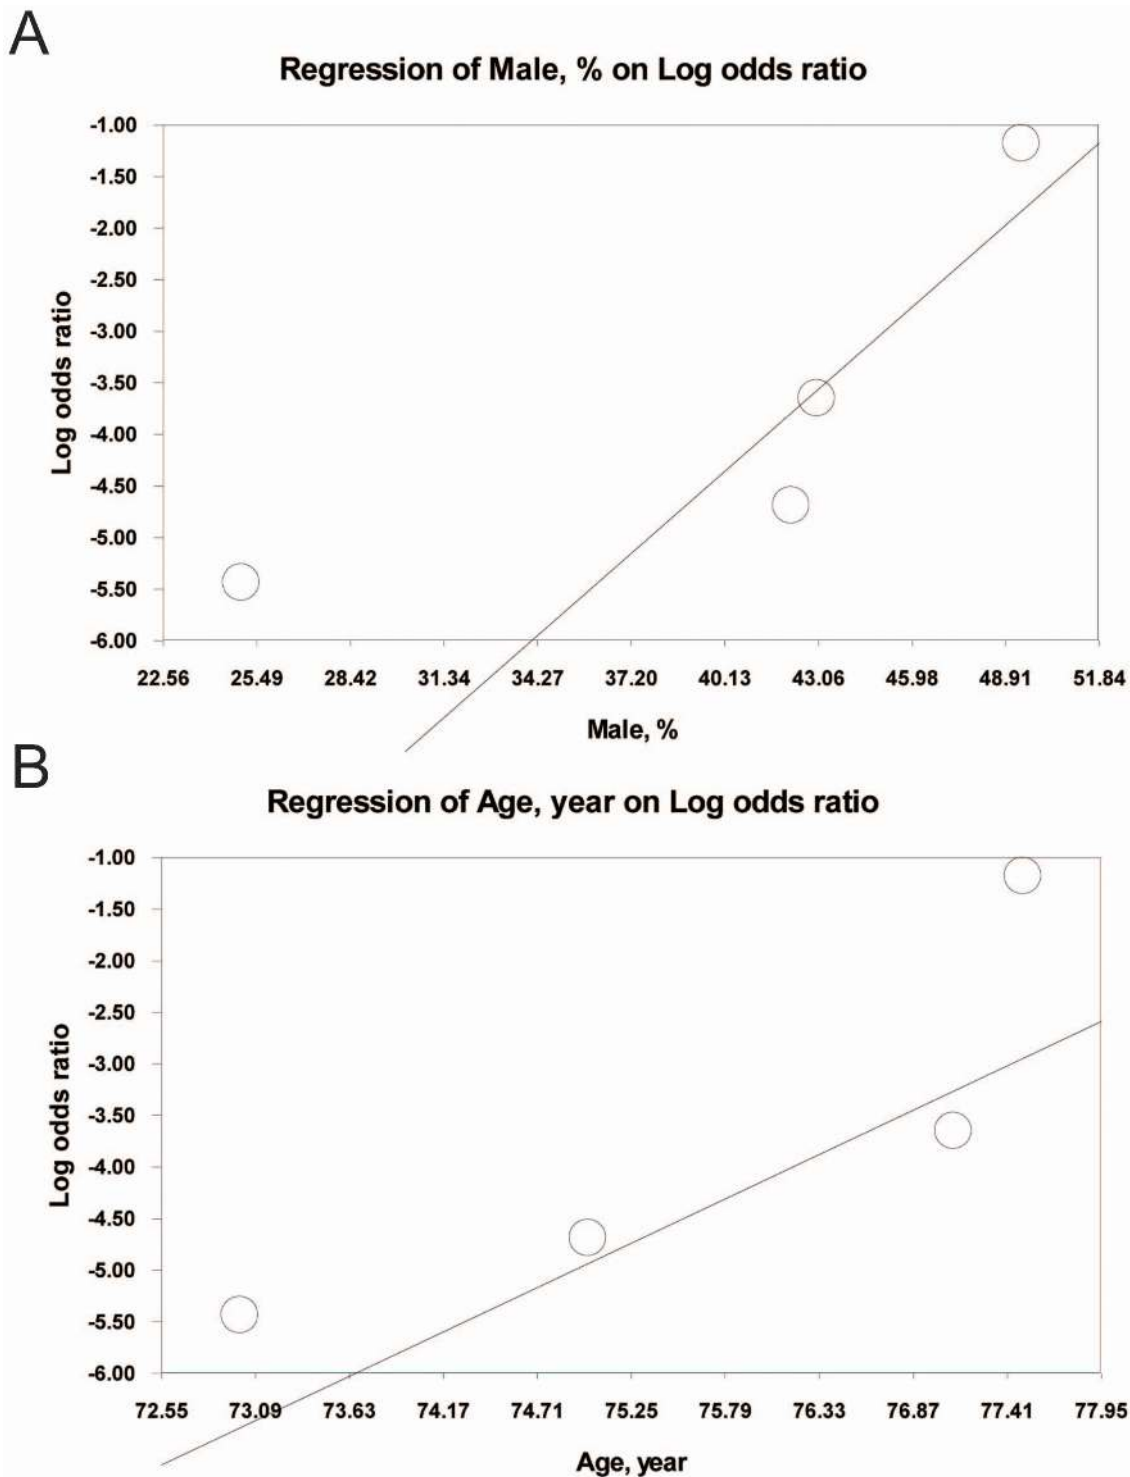 A
Regression of Male, % on Log odds ratio
-1.00
-1.50
-2.00
-2.50
-3.00
-3.50
-4.00
-4.50
-5.00
-5.50
-6.00
Log odds ratio
22.56 25.49 28.42 31.34 34.27 37.20 40.13 43.06 45.98 48.91 51.84
Male, %
B
Regression of Age, year on Log odds ratio
-1.00
-1.50
-2.00
-2.50
-3.00
-3.50
-4.00
-4.50
-5.00
-5.50
-6.00
Log odds ratio
72.55 73.09 73.63 74.17 74.71 75.25 75.79 76.33 76.87 77.41 77.95
Age, year